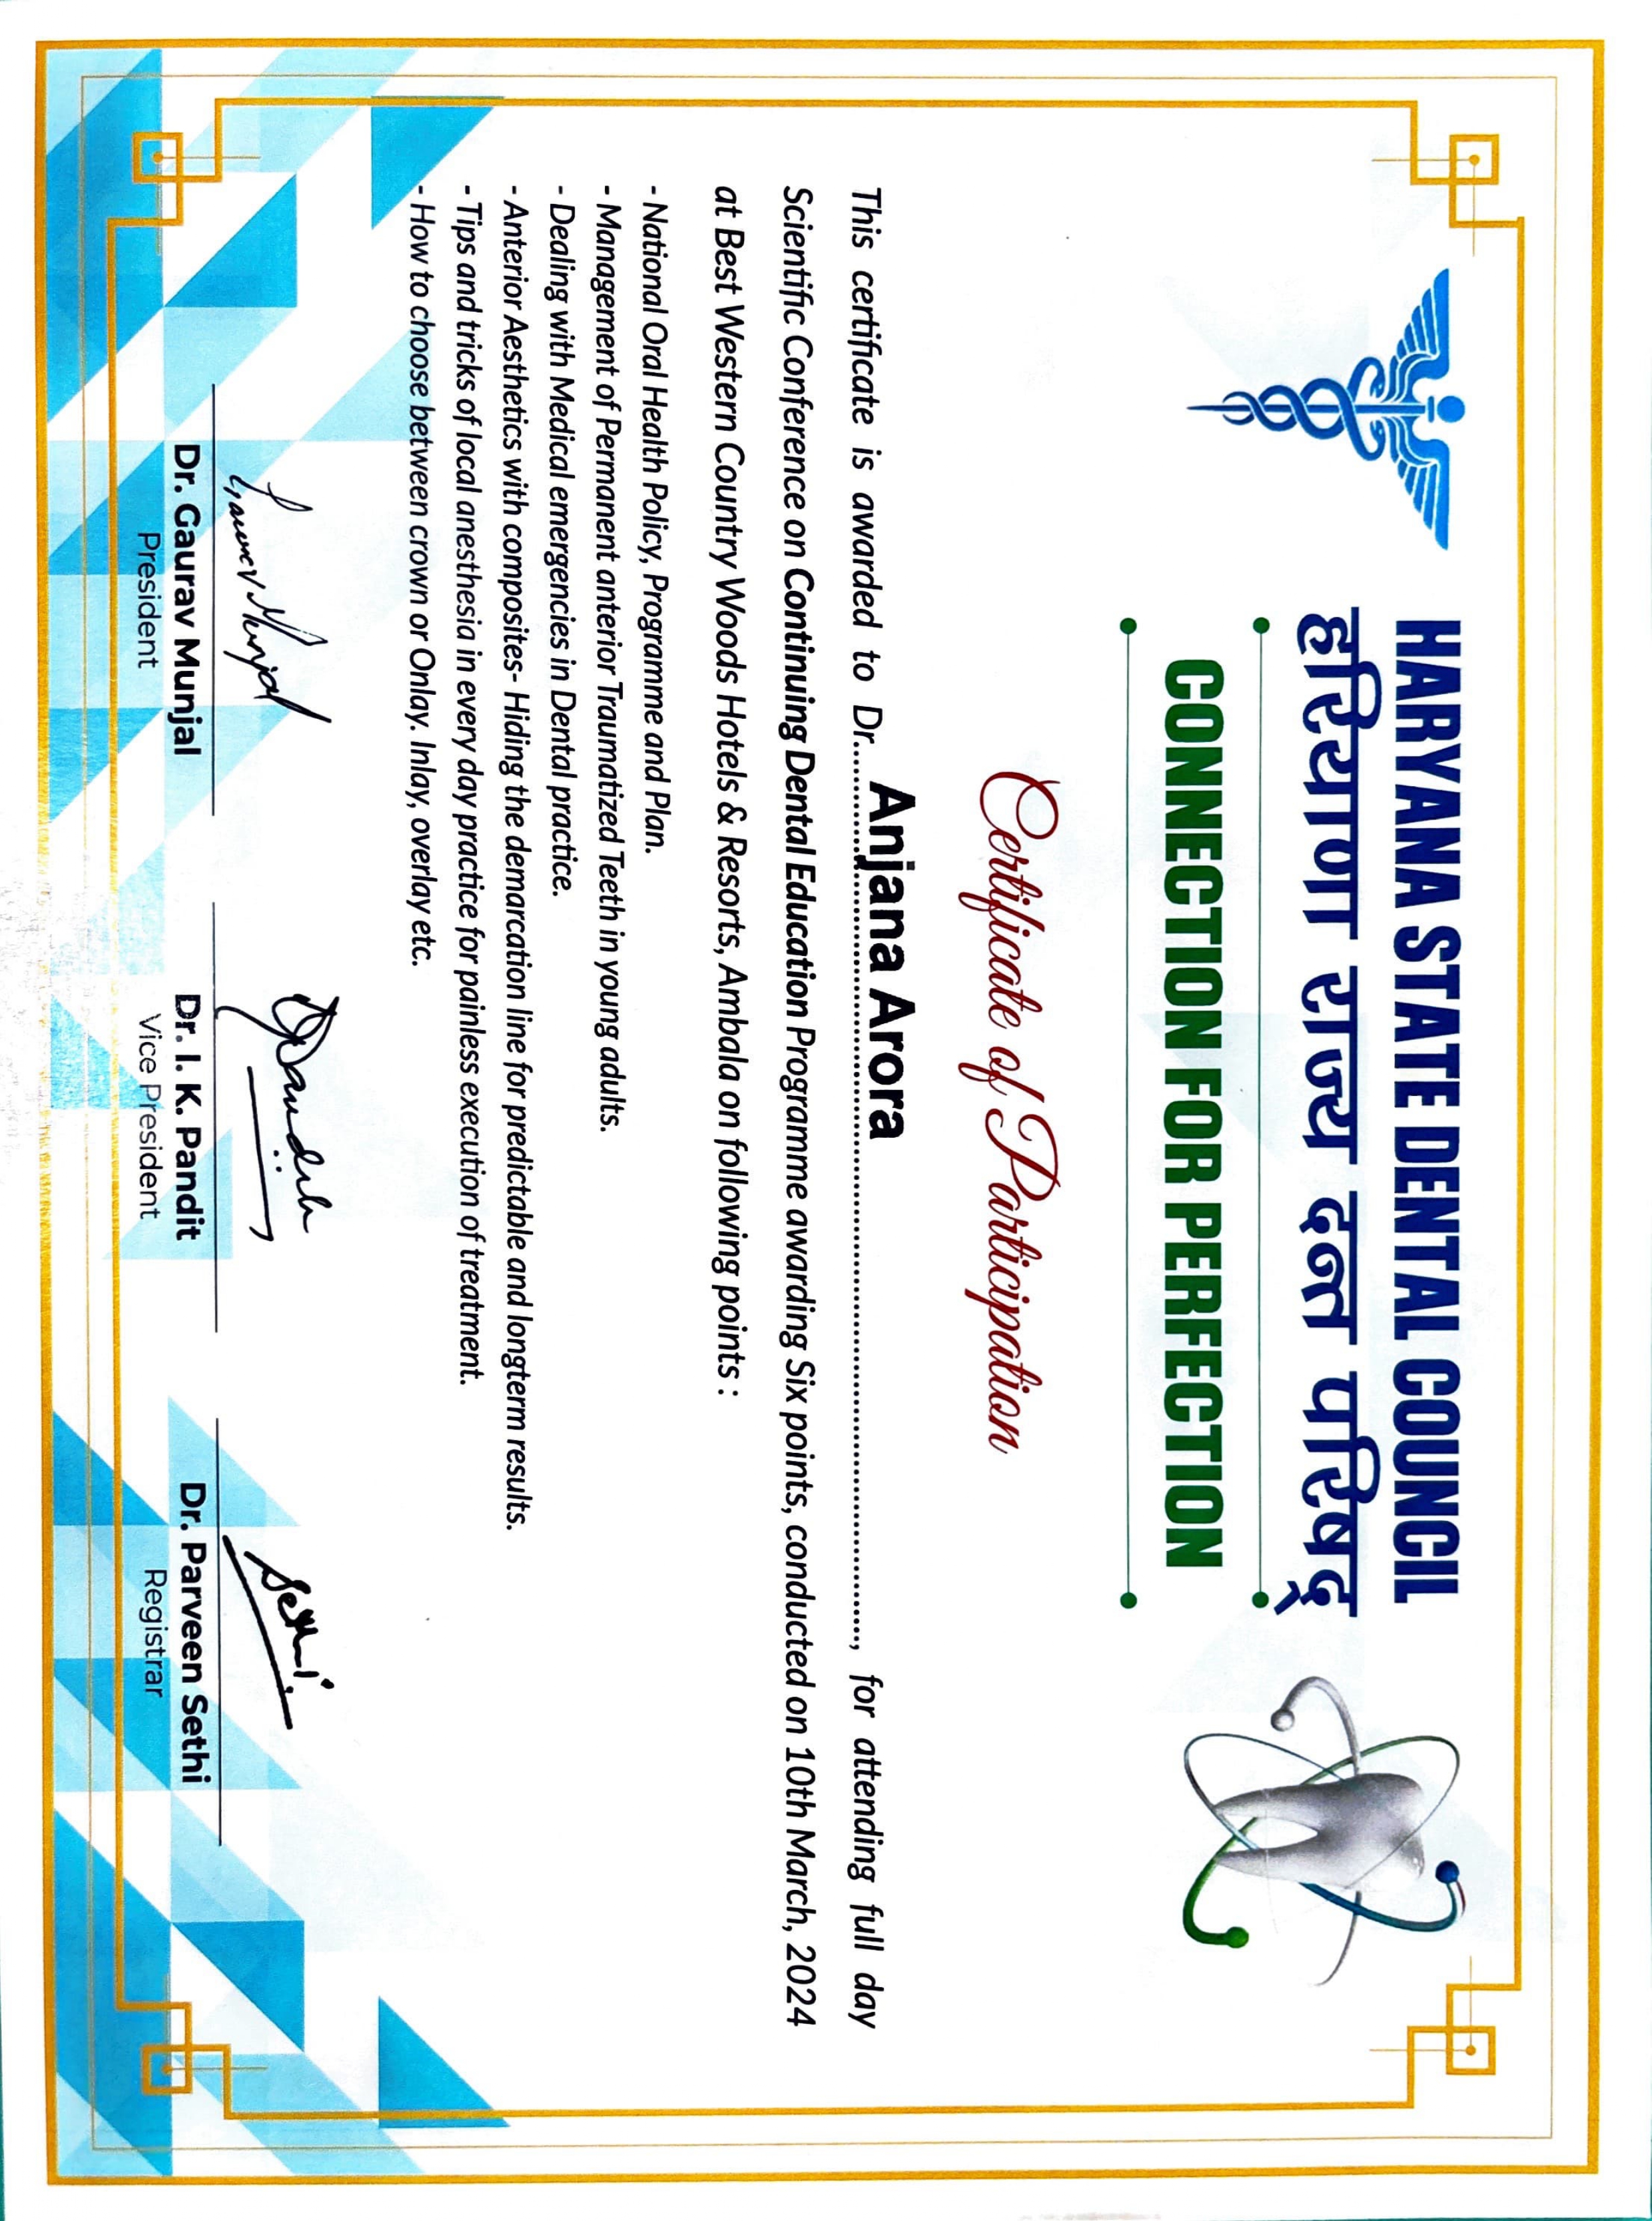 HARYANA STATE DENTAL COUNCIL
हरियाणा राज्य दन्त परिषद्
CONNECTION FOR PERFECTION
Certificate of Participation
This certificate is awarded to Dr.....Anjana Arora....., for attending full day
Scientific Conference on Continuing Dental Education Programme awarding Six points, conducted on 10th March, 2024
at Best Western Country Woods Hotels & Resorts, Ambala on following points :
- National Oral Health Policy, Programme and Plan.
- Management of Permanent anterior Traumatized Teeth in young adults.
- Dealing with Medical emergencies in Dental practice.
- Anterior Aesthetics with composites- Hiding the demarcation line for predictable and longterm results.
- Tips and tricks of local anesthesia in every day practice for painless execution of treatment.
- How to choose between crown or Onlay. Inlay, overlay etc.
Gaurav Munjal
Sethi
Dr. Gaurav Munjal Dr. I. K. Pandit Dr. Parveen Sethi
President Vice President Registrar